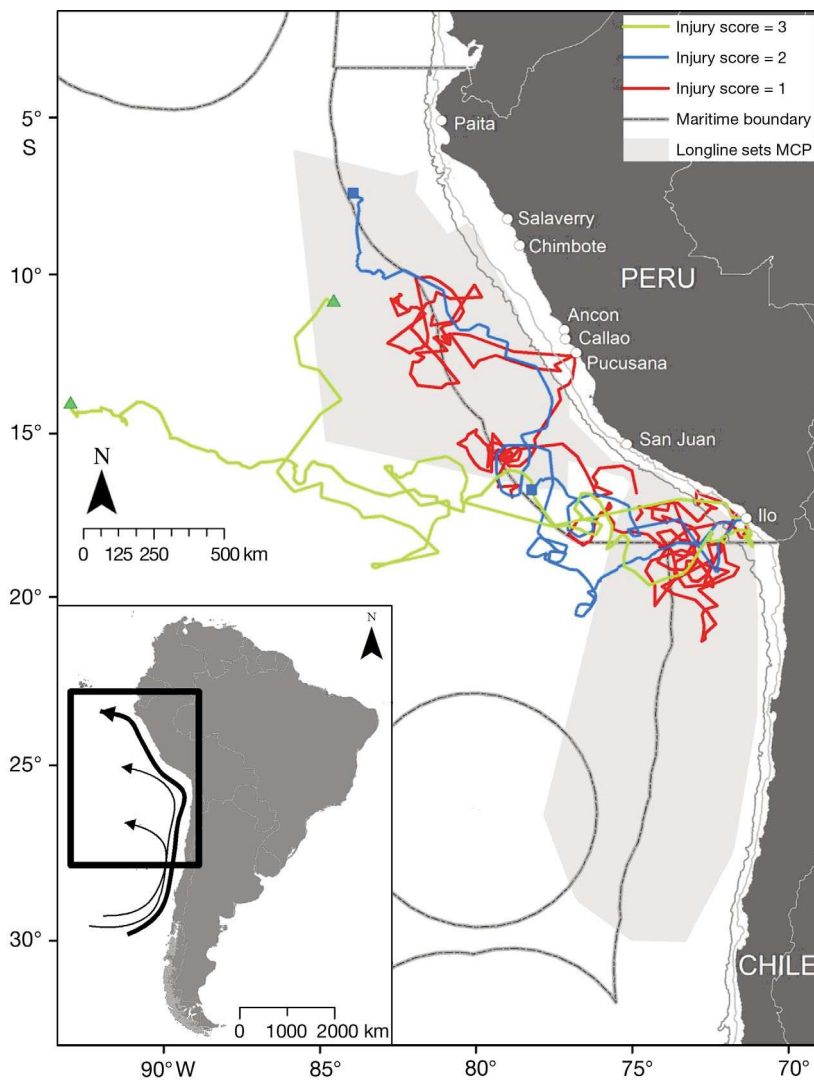 Injury score = 3
Injury score = 2
Injury score = 1
Maritime boundary
Longline sets MCP
5°
S
Paita
Salaverry
Chimbote
10°
PERU
Ancon
Callao
Pucusana
15°
San Juan
N
Ilo
0 125 250 500 km
20°
N
25°
30°
CHILE
0 1000 2000 km
90°W 85° 80° 75° 70°